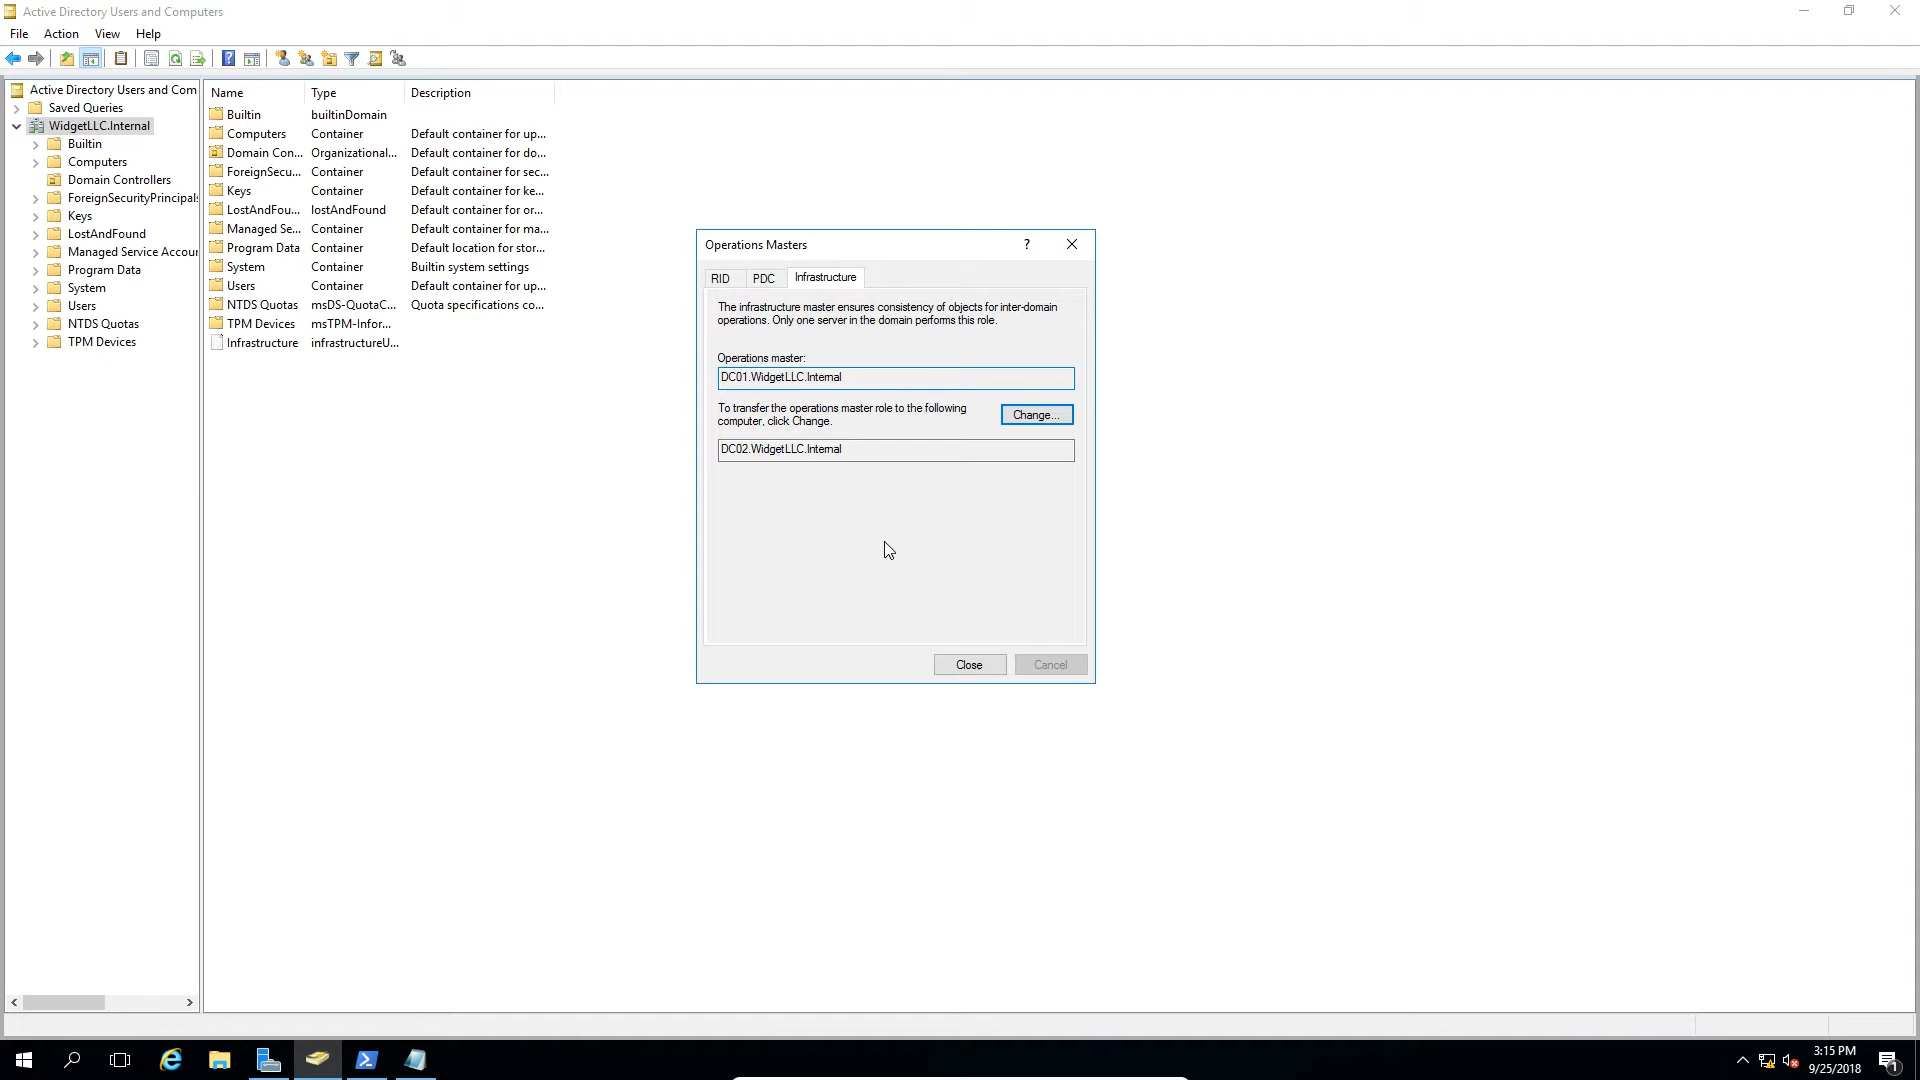 Active Directory Users and Computers
File Action View Help
Active Directory Users and Com
Saved Queries
WidgetLLC.Internal
Builtin
Computers
Domain Controllers
ForeignSecurityPrincipals
Keys
LostAndFound
Managed Service Accour
Program Data
System
Users
NTDS Quotas
TPM Devices
Name Type Description
Builtin builtinDomain
Computers Container Default container for up...
Domain Con... Organizational... Default container for do...
ForeignSecu... Container Default container for sec...
Keys Container Default container for ke...
LostAndFou... lostAndFound Default container for or...
Managed Se... Container Default container for ma...
Program Data Container Default location for stor...
System Container Builtin system settings
Users Container Default container for up...
NTDS Quotas msDS-QuotaC... Quota specifications co...
TPM Devices msTPM-Infor...
Infrastructure infrastructureU...
Operations Masters ?
RID PDC Infrastructure
The infrastructure master ensures consistency of objects for inter-domain
operations. Only one server in the domain performs this role.
Operations master:
DC01.WidgetLLC.Internal
To transfer the operations master role to the following
computer, click Change.
Change...
DC02.WidgetLLC.Internal
Close Cancel
3:15 PM
9/25/2018
1